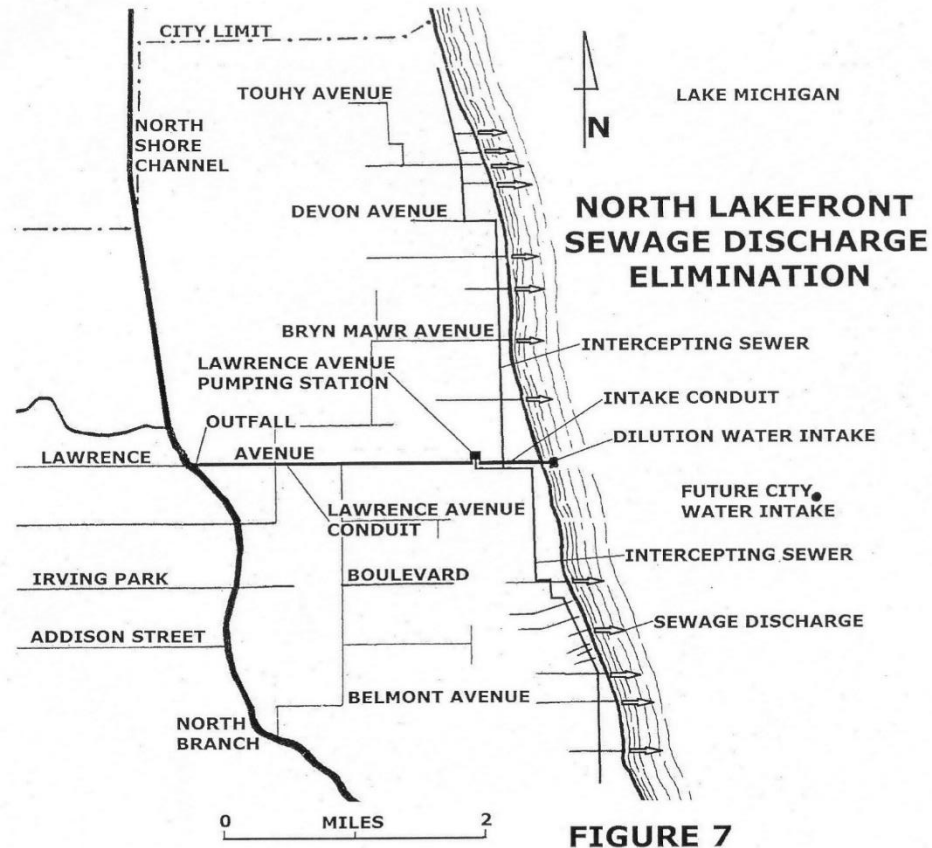 CITY LIMIT
TOUHY AVENUE
LAKE MICHIGAN
NORTH
SHORE
CHANNEL
N
DEVON AVENUE
NORTH LAKEFRONT
SEWAGE DISCHARGE
ELIMINATION
BRYN MAWR AVENUE
INTERCEPTING SEWER
LAWRENCE AVENUE
PUMPING STATION
INTAKE CONDUIT
OUTFALL
DILUTION WATER INTAKE
LAWRENCE
AVENUE
FUTURE CITY
WATER INTAKE
LAWRENCE AVENUE
CONDUIT
INTERCEPTING SEWER
IRVING PARK
BOULEVARD
SEWAGE DISCHARGE
ADDISON STREET
BELMONT AVENUE
NORTH
BRANCH
0 MILES 2
FIGURE 7